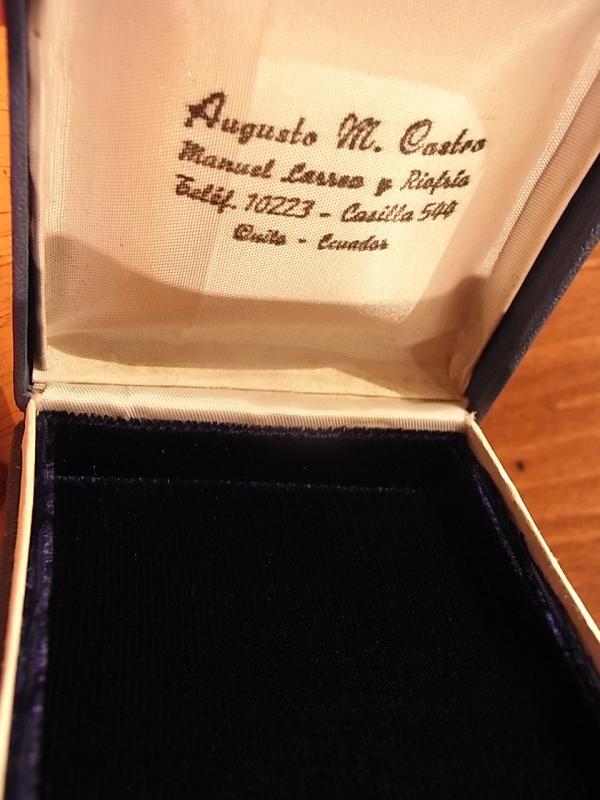 Augusto M. Castro
Manuel Larrea y Riofrío
Teléf. 10223 - Casilla 544
Quito - Ecuador